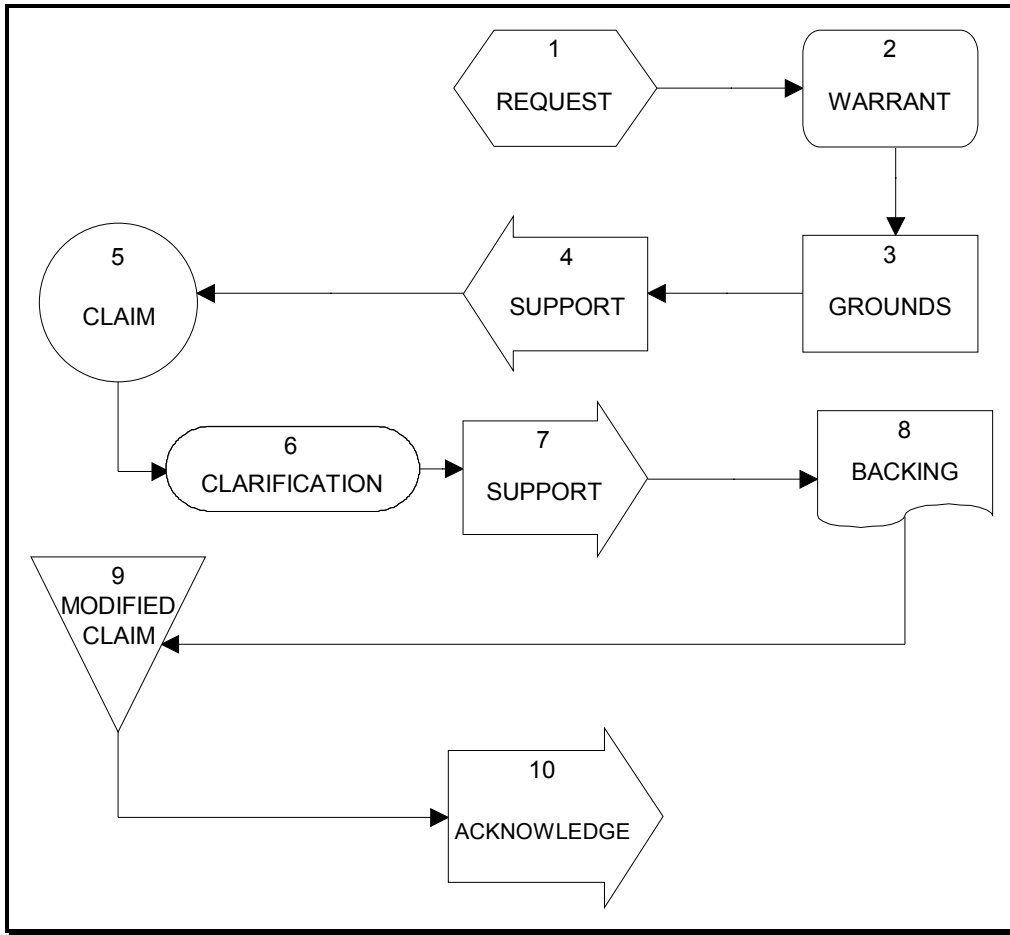 1
REQUEST
2
WARRANT
3
GROUNDS
4
SUPPORT
5
CLAIM
6
CLARIFICATION
7
SUPPORT
8
BACKING
9
MODIFIED
CLAIM
10
ACKNOWLEDGE